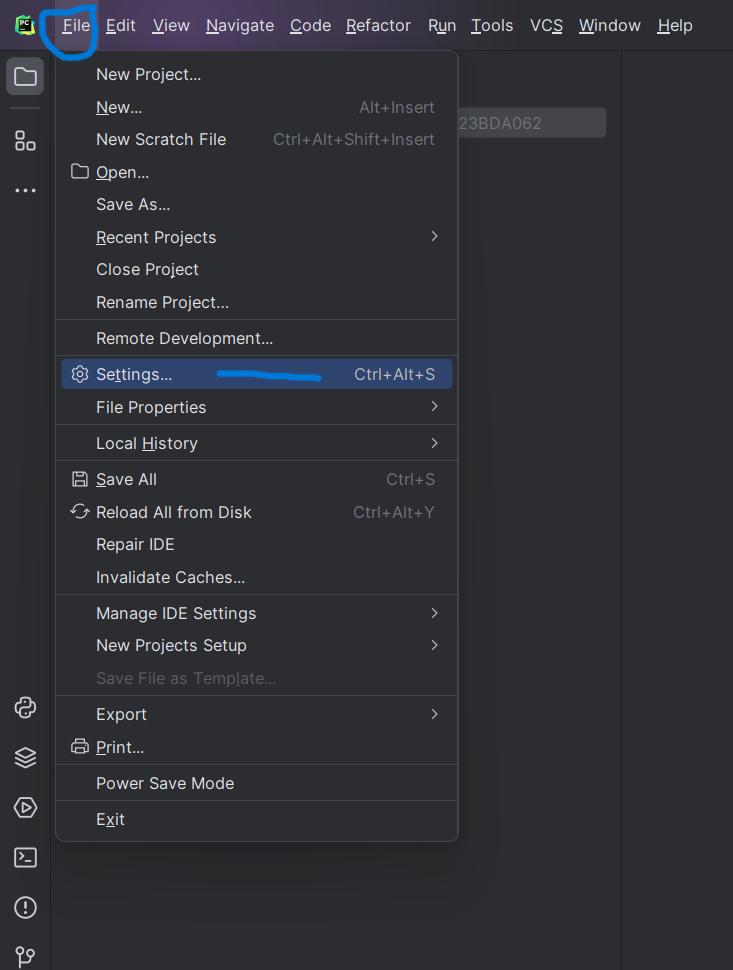 PC File Edit View Navigate Code Refactor Run Tools VCS Window Help
New Project...
New... Alt+Insert
23BDA062
New Scratch File Ctrl+Alt+Shift+Insert
Open...
Save As...
Recent Projects
Close Project
Rename Project...
Remote Development...
Settings... Ctrl+Alt+S
File Properties
Local History
Save All Ctrl+S
Reload All from Disk Ctrl+Alt+Y
Repair IDE
Invalidate Caches...
Manage IDE Settings
New Projects Setup
Save File as Template...
Export
Print...
Power Save Mode
Exit